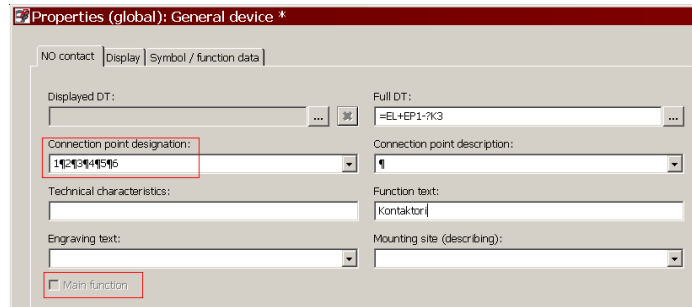 Properties (global): General device *
NO contact Display Symbol / function data
Displayed DT: Full DT:
... =EL+EP1-?K3 ...
Connection point designation: Connection point description:
1¶2¶3¶4¶5¶6 ¶
Technical characteristics: Function text:
Kontaktori
Engraving text: Mounting site (describing):
Main function